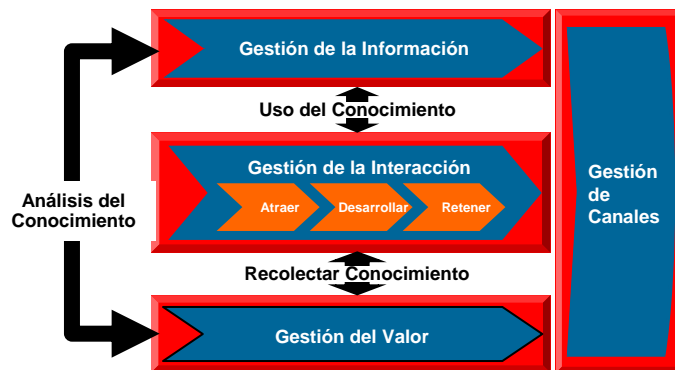 Gestión de la Información
Uso del Conocimiento
Gestión de la Interacción
Atraer Desarrollar Retener
Análisis del
Conocimiento
Recolectar Conocimiento
Gestión del Valor
Gestión
de
Canales